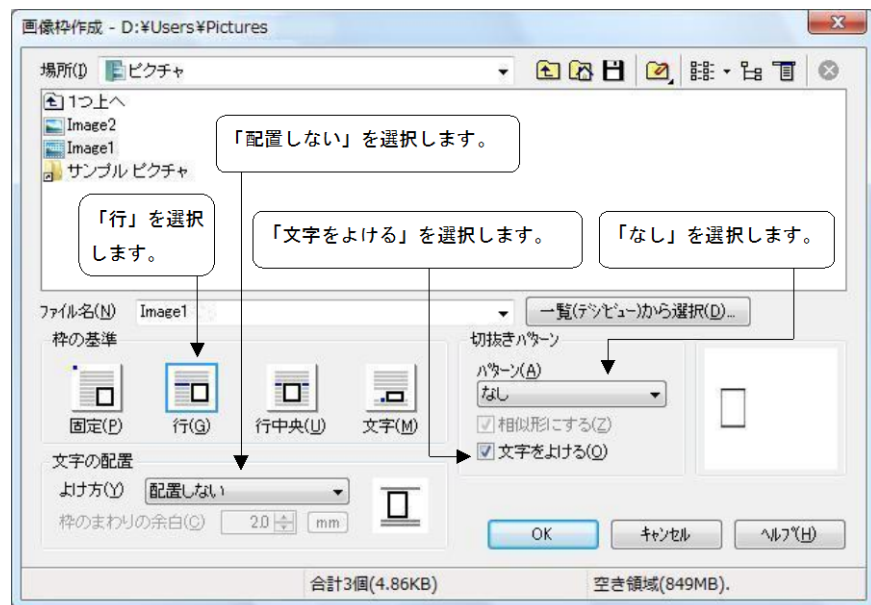 画像枠作成 - D:¥Users¥Pictures
場所(I) ピクチャ
1つ上へ
Image2
Image1
サンプル ピクチャ
「配置しない」を選択します。
「行」を選択
します。
「文字をよける」を選択します。
「なし」を選択します。
ファイル名(N) Image1
一覧(デジビュー)から選択(D)...
枠の基準
固定(P) 行(G) 行中央(U) 文字(M)
切抜きパターン
パターン(A)
なし
相似形にする(Z)
文字をよける(O)
文字の配置
よけ方(Y) 配置しない
枠のまわりの余白(C) 2.0 mm
OK キャンセル ヘルプ(H)
合計3個(4.86KB) 空き領域(849MB).